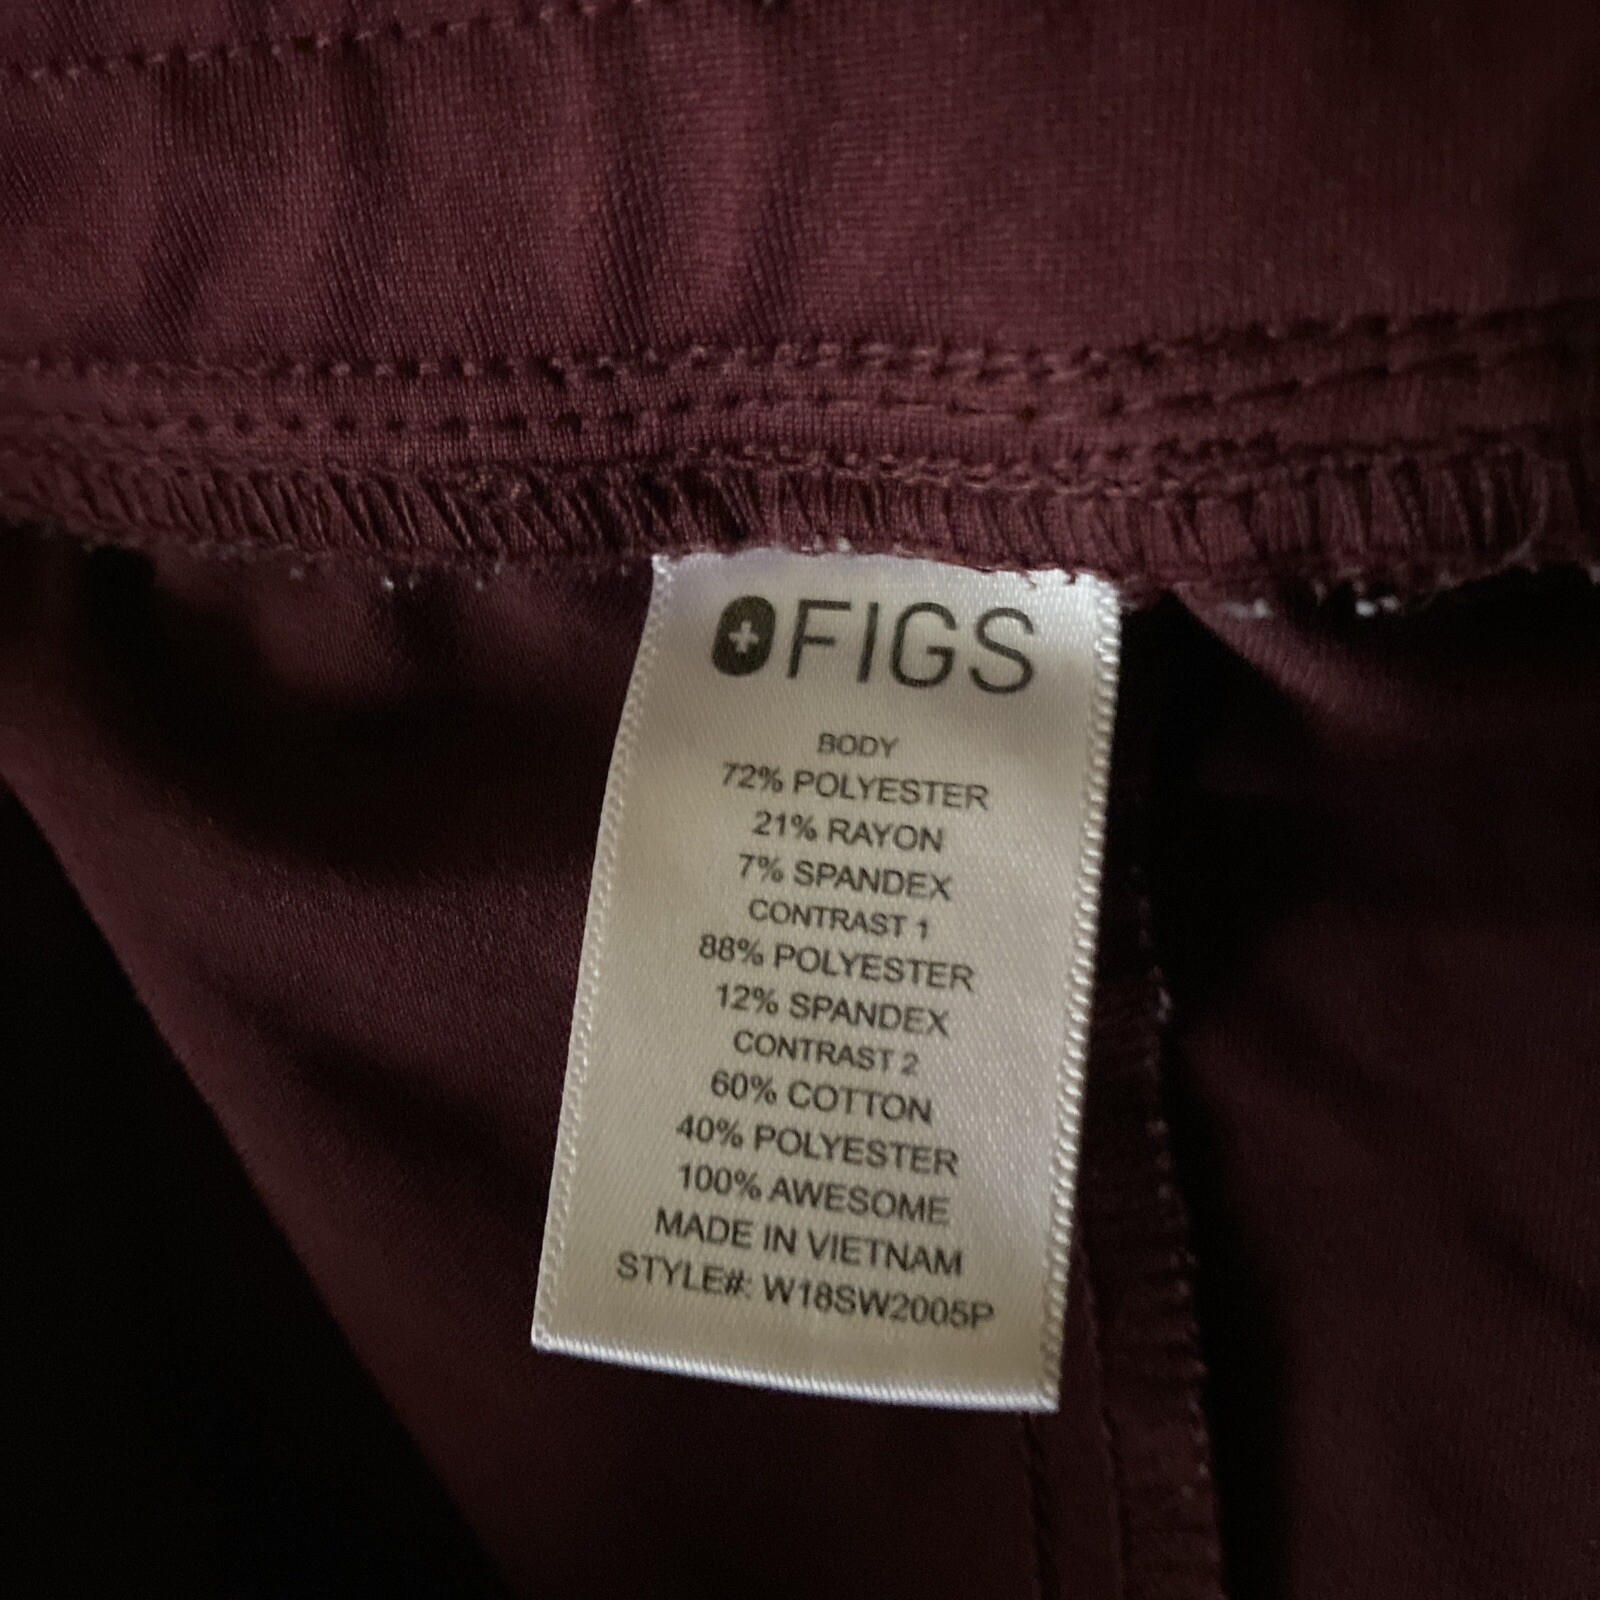 FIGS
BODY
72% POLYESTER
21% RAYON
7% SPANDEX
CONTRAST 1
88% POLYESTER
12% SPANDEX
CONTRAST 2
60% COTTON
40% POLYESTER
100% AWESOME
MADE IN VIETNAM
STYLE#: W18SW2005P